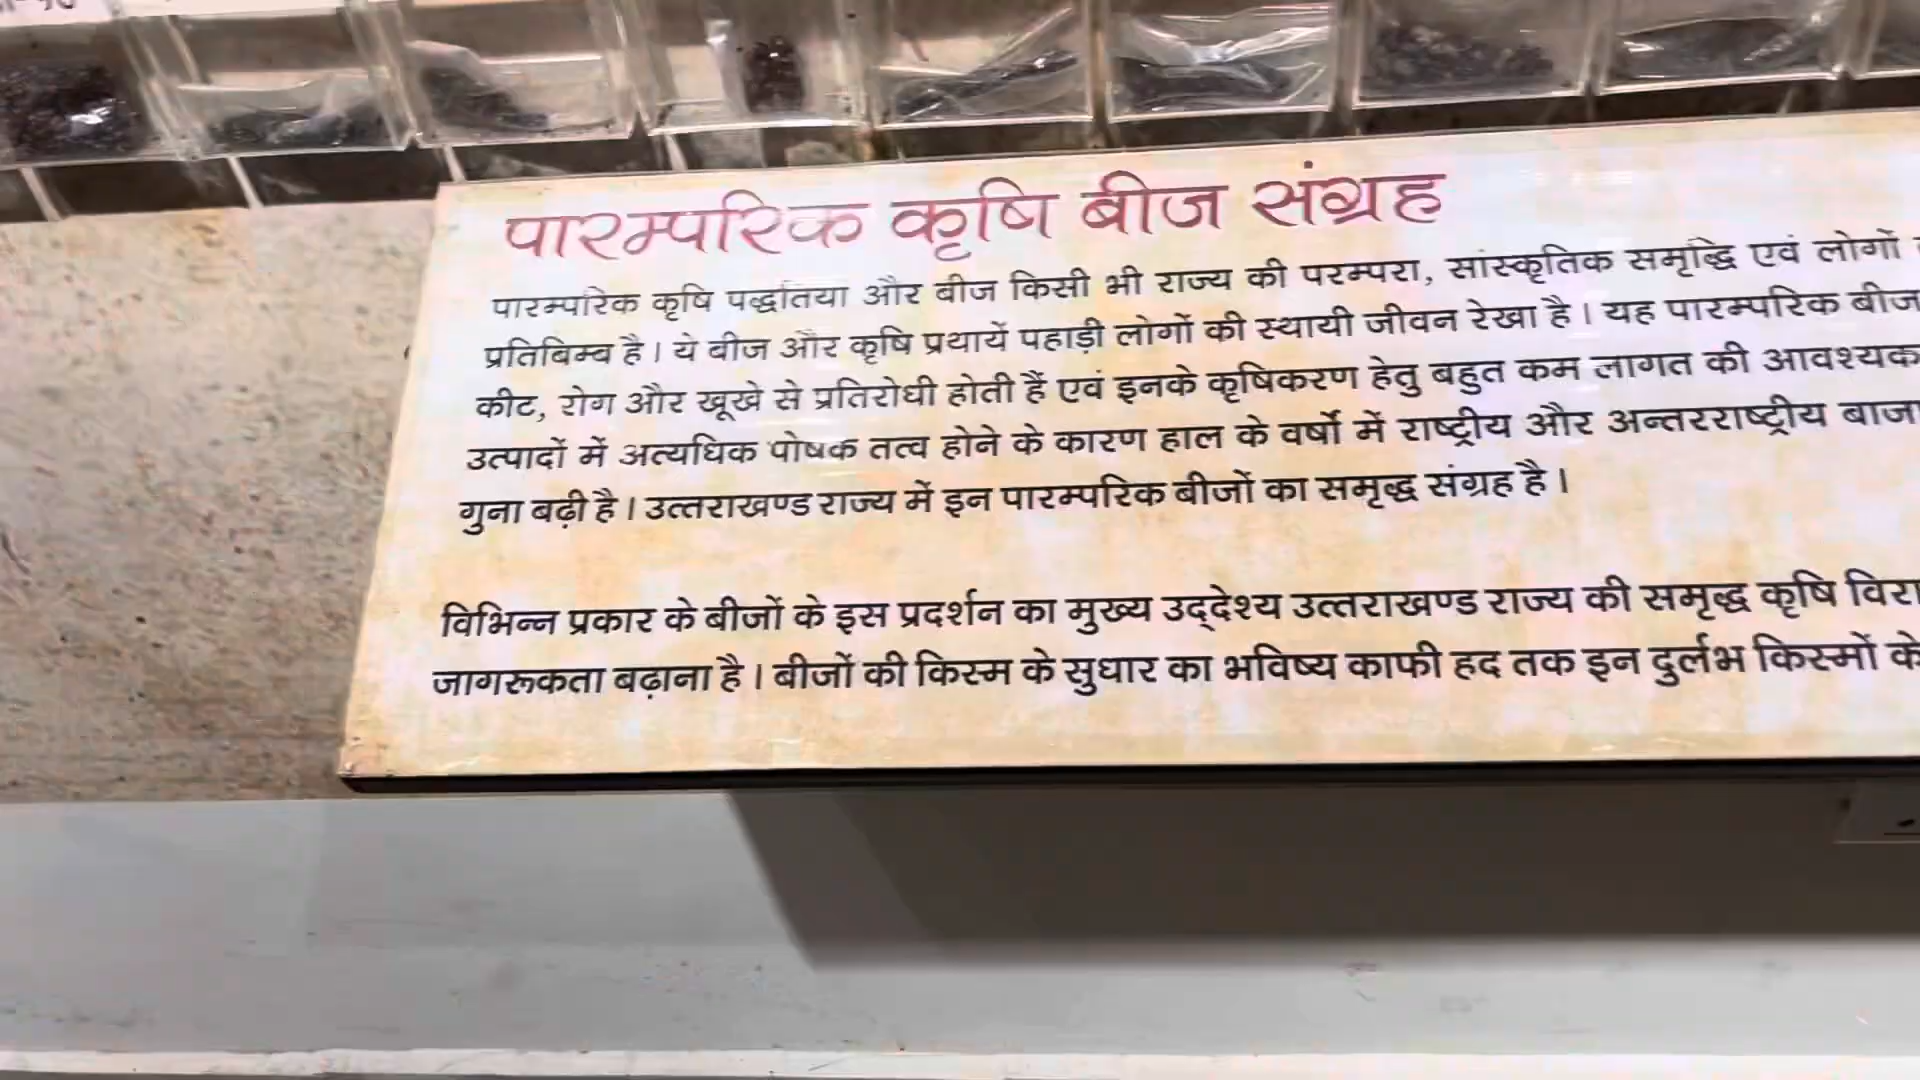 पारम्परिक कृषि बीज संग्रह
पारम्परिक कृषि पद्धतिया और बीज किसी भी राज्य की परम्परा, सांस्कृतिक समृद्धि एवं लोगों
प्रतिबिम्ब है। ये बीज और कृषि प्रथायें पहाड़ी लोगों की स्थायी जीवन रेखा है। यह पारम्परिक बीज
कीट, रोग और खूखे से प्रतिरोधी होती हैं एवं इनके कृषिकरण हेतु बहुत कम लागत की आवश्यक
उत्पादों में अत्यधिक पोषक तत्व होने के कारण हाल के वर्षों में राष्ट्रीय और अन्तरराष्ट्रीय बाजा
गुना बढ़ी है। उत्तराखण्ड राज्य में इन पारम्परिक बीजों का समृद्ध संग्रह है।
विभिन्न प्रकार के बीजों के इस प्रदर्शन का मुख्य उद्देश्य उत्तराखण्ड राज्य की समृद्ध कृषि विरा
जागरूकता बढ़ाना है। बीजों की किस्म के सुधार का भविष्य काफी हद तक इन दुर्लभ किस्मों के